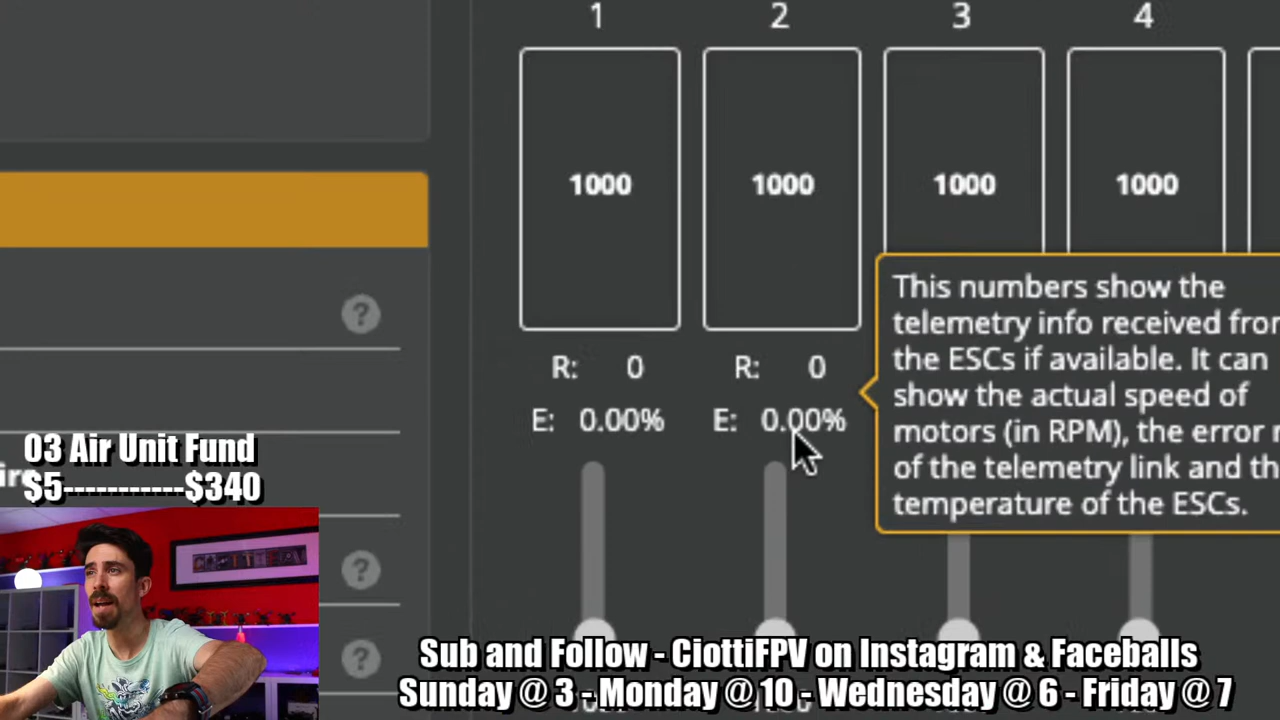 1 2 3 4
1000 1000 1000 1000
R: 0 R: 0
E: 0.00% E: 0.00%
This numbers show the
telemetry info received from
the ESCs if available. It can
show the actual speed of
motors (in RPM), the error
of the telemetry link and
temperature of the ESCs.
?
?
?
03 Air Unit Fund
$5-----------$340
Sub and Follow - CiottiFPV on Instagram & Faceballs
Sunday @ 3 - Monday @ 10 - Wednesday @ 6 - Friday @ 7